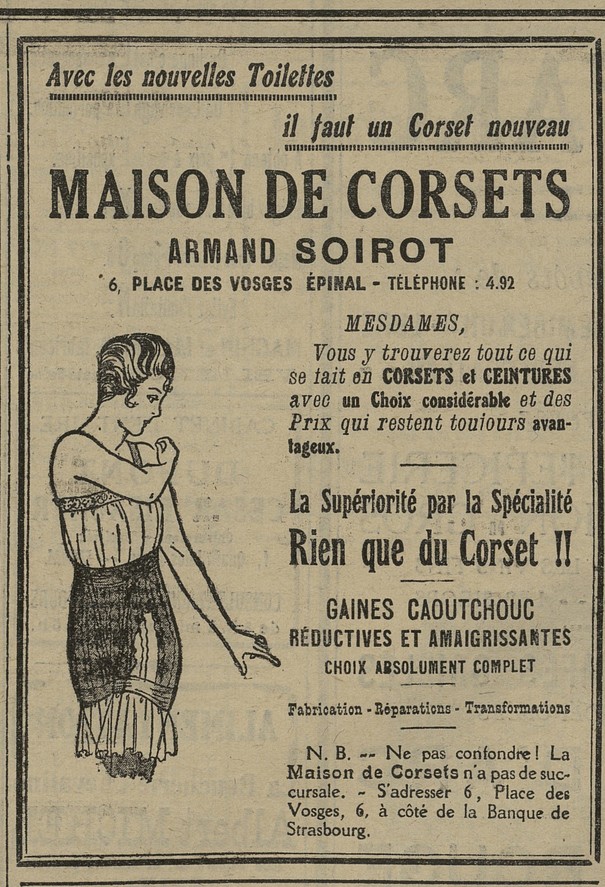 Avec les nouvelles Toilettes
il faut un Corset nouveau
MAISON DE CORSETS
ARMAND SOIROT
6, PLACE DES VOSGES ÉPINAL - TÉLÉPHONE : 4.92
MESDAMES,
Vous y trouverez tout ce qui
se fait en CORSETS et CEINTURES
avec un Choix considérable et des
Prix qui restent toujours avan-
tageux.
La Supériorité par la Spécialité
Rien que du Corset !!
GAINES CAOUTCHOUC
RÉDUCTIVES ET AMAIGRISSANTES
CHOIX ABSOLUMENT COMPLET
Fabrication - Réparations - Transformations
N. B. -- Ne pas confondre ! La
Maison de Corsets n'a pas de suc-
cursale. - S'adresser 6, Place des
Vosges, 6, à côté de la Banque de
Strasbourg.